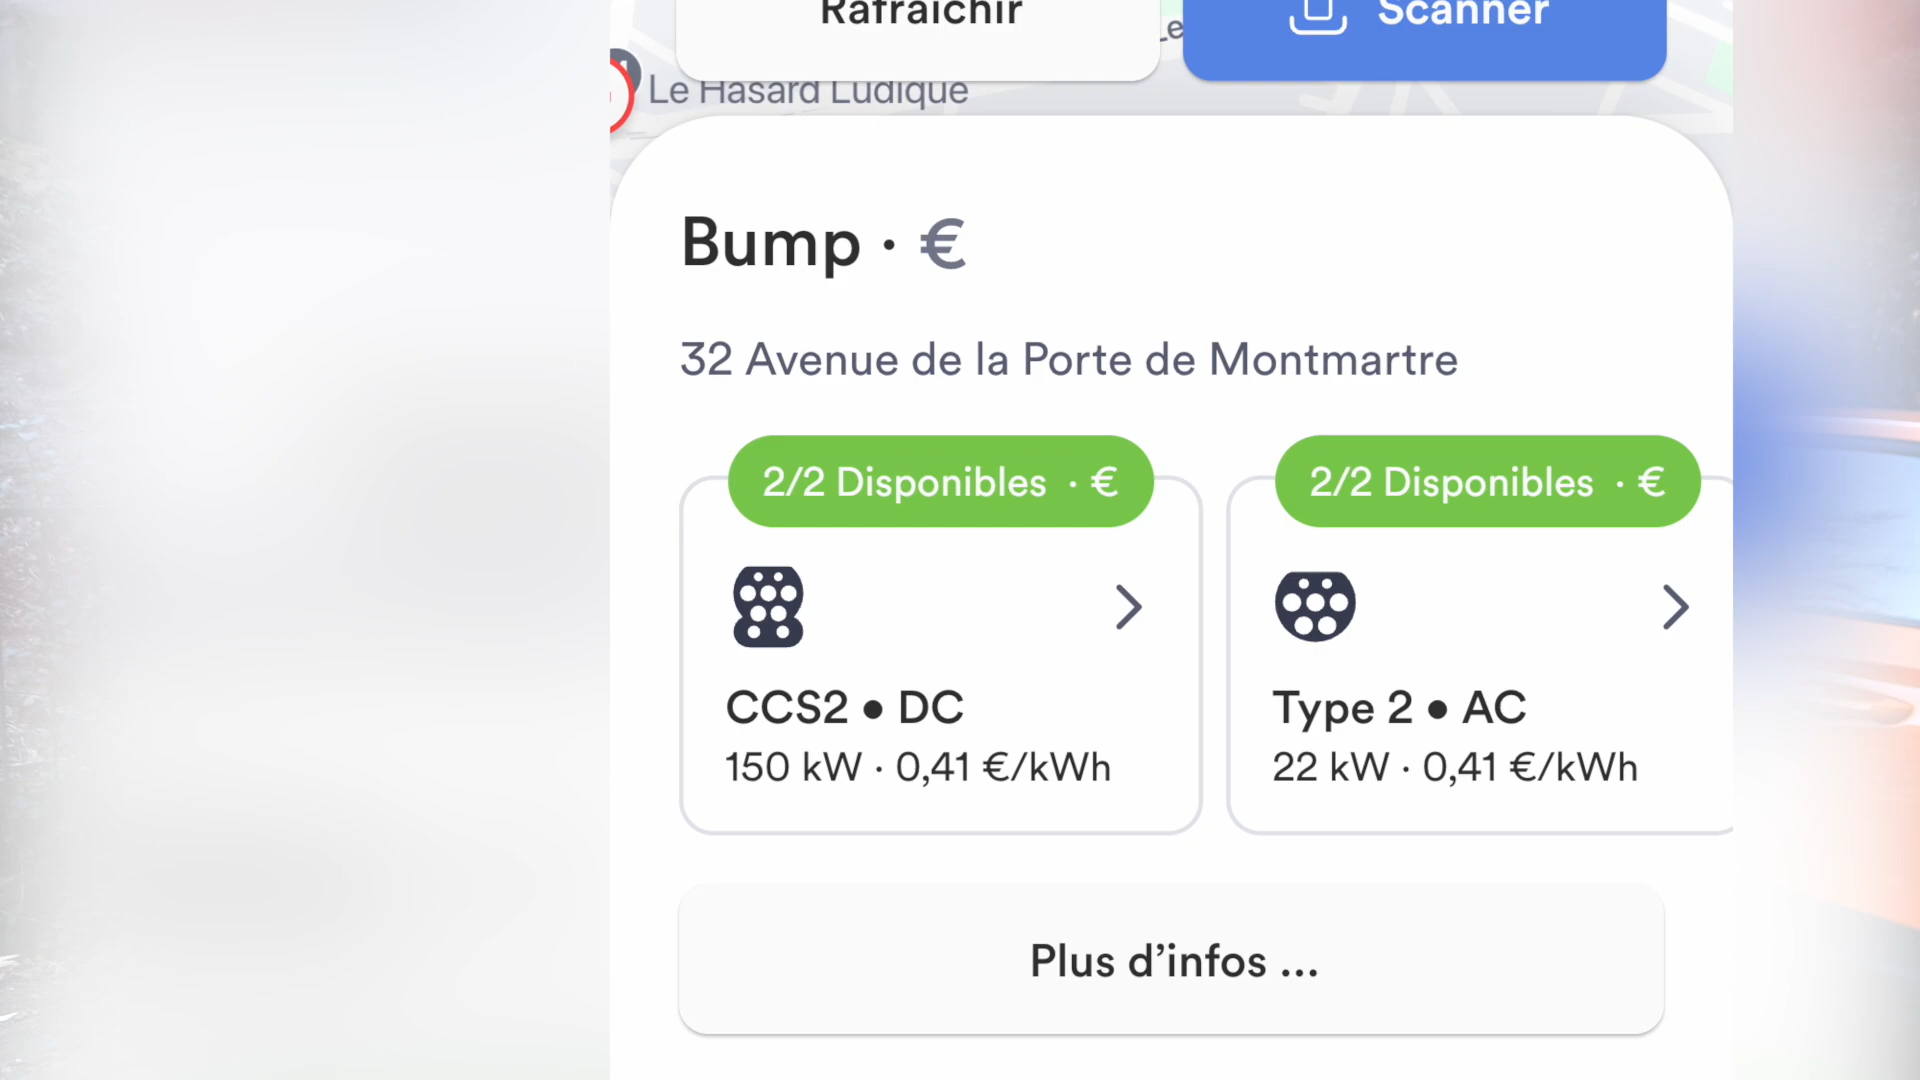 Rafraîchir
Scanner
Le
Le Hasard Ludique
Bump · €
32 Avenue de la Porte de Montmartre
2/2 Disponibles · €
2/2 Disponibles · €
CCS2 • DC
150 kW · 0,41 €/kWh
Type 2 • AC
22 kW · 0,41 €/kWh
Plus d’infos ...